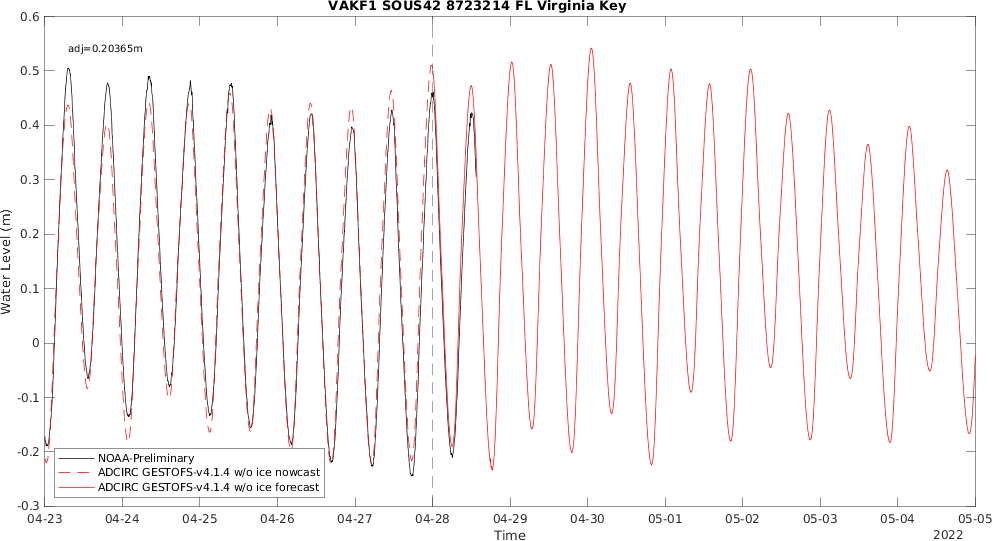 VAKF1 SOUS42 8723214 FL Virginia Key
adj=0.20365m
Water Level (m)
0.6
0.5
0.4
0.3
0.2
0.1
0
-0.1
-0.2
-0.3
NOAA-Preliminary
ADCIRC GESTOFS-v4.1.4 w/o ice nowcast
ADCIRC GESTOFS-v4.1.4 w/o ice forecast
04-23 04-24 04-25 04-26 04-27 04-28 04-29 04-30 05-01 05-02 05-03 05-04 05-05
Time
2022